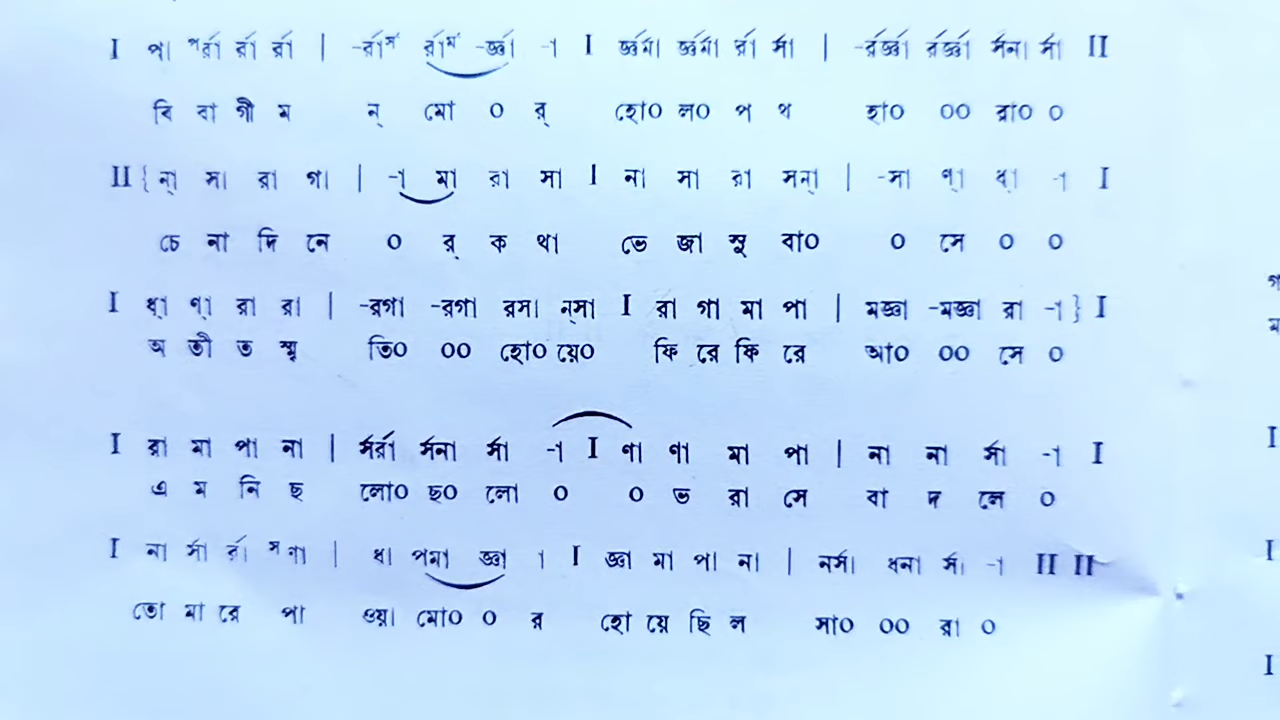 I পা পর্রা র্রা র্রা | -র্রার্স র্রার্ম -র্জ্ঞা -া I র্জ্ঞর্মা র্জ্ঞর্মা র্রা র্সা | -র্রর্জ্ঞা র্রর্জ্ঞা র্সনা র্সা II
বি বা গী ম ন্ মো ০ র্ হো০ ল০ প থ হা০ ০০ রা০ ০
II { ন্া সা রা গা | -া মা রা সা I না সা রা সন্া | -সা ণ্া ধ্া -া I
চে না দি নে ০ র্ ক থা ভে জা সু বা০ ০ সে ০ ০
I ধ্া ণ্া রা রা | -রগা -রগা রসা ন্সা I রা গা মা পা | মজ্ঞা -মজ্ঞা রা -া } I
অ তী ত স্মৃ তি০ ০০ হো০ য়ে০ ফি রে ফি রে আ০ ০০ সে ০
I রা মা পা না | র্সর্রা র্সনা র্সা -া I ণা ণা মা পা | না না র্সা -া I
এ ম নি ছ লো০ ছ০ লো ০ ০ ভ রা সে বা দ লে ০
I না র্সা র্রা র্সণা | ধা পমা জ্ঞা া I জ্ঞা মা পা না | নর্সা ধনা র্সা -া II II
তো মা রে পা ওয়া মো০ ০ র হো য়ে ছি ল সা০ ০০ রা ০